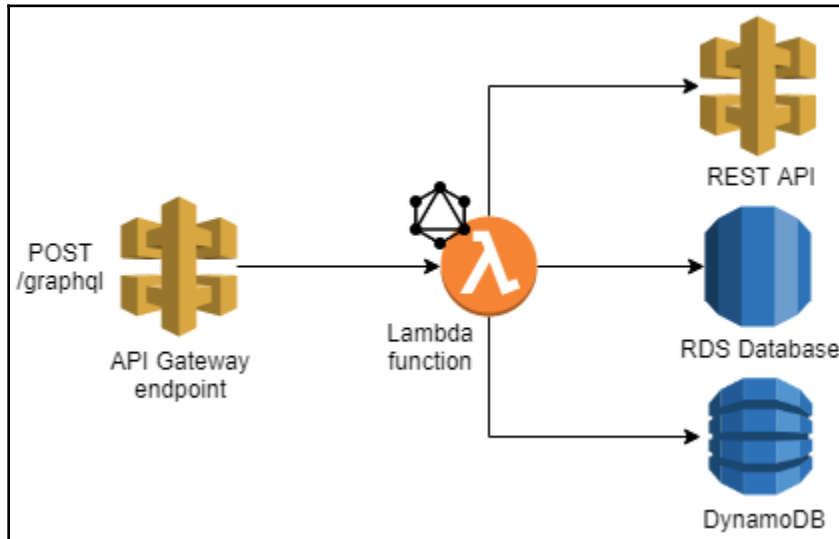 POST
/graphql
API Gateway
endpoint
Lambda
function
REST API
RDS Database
DynamoDB